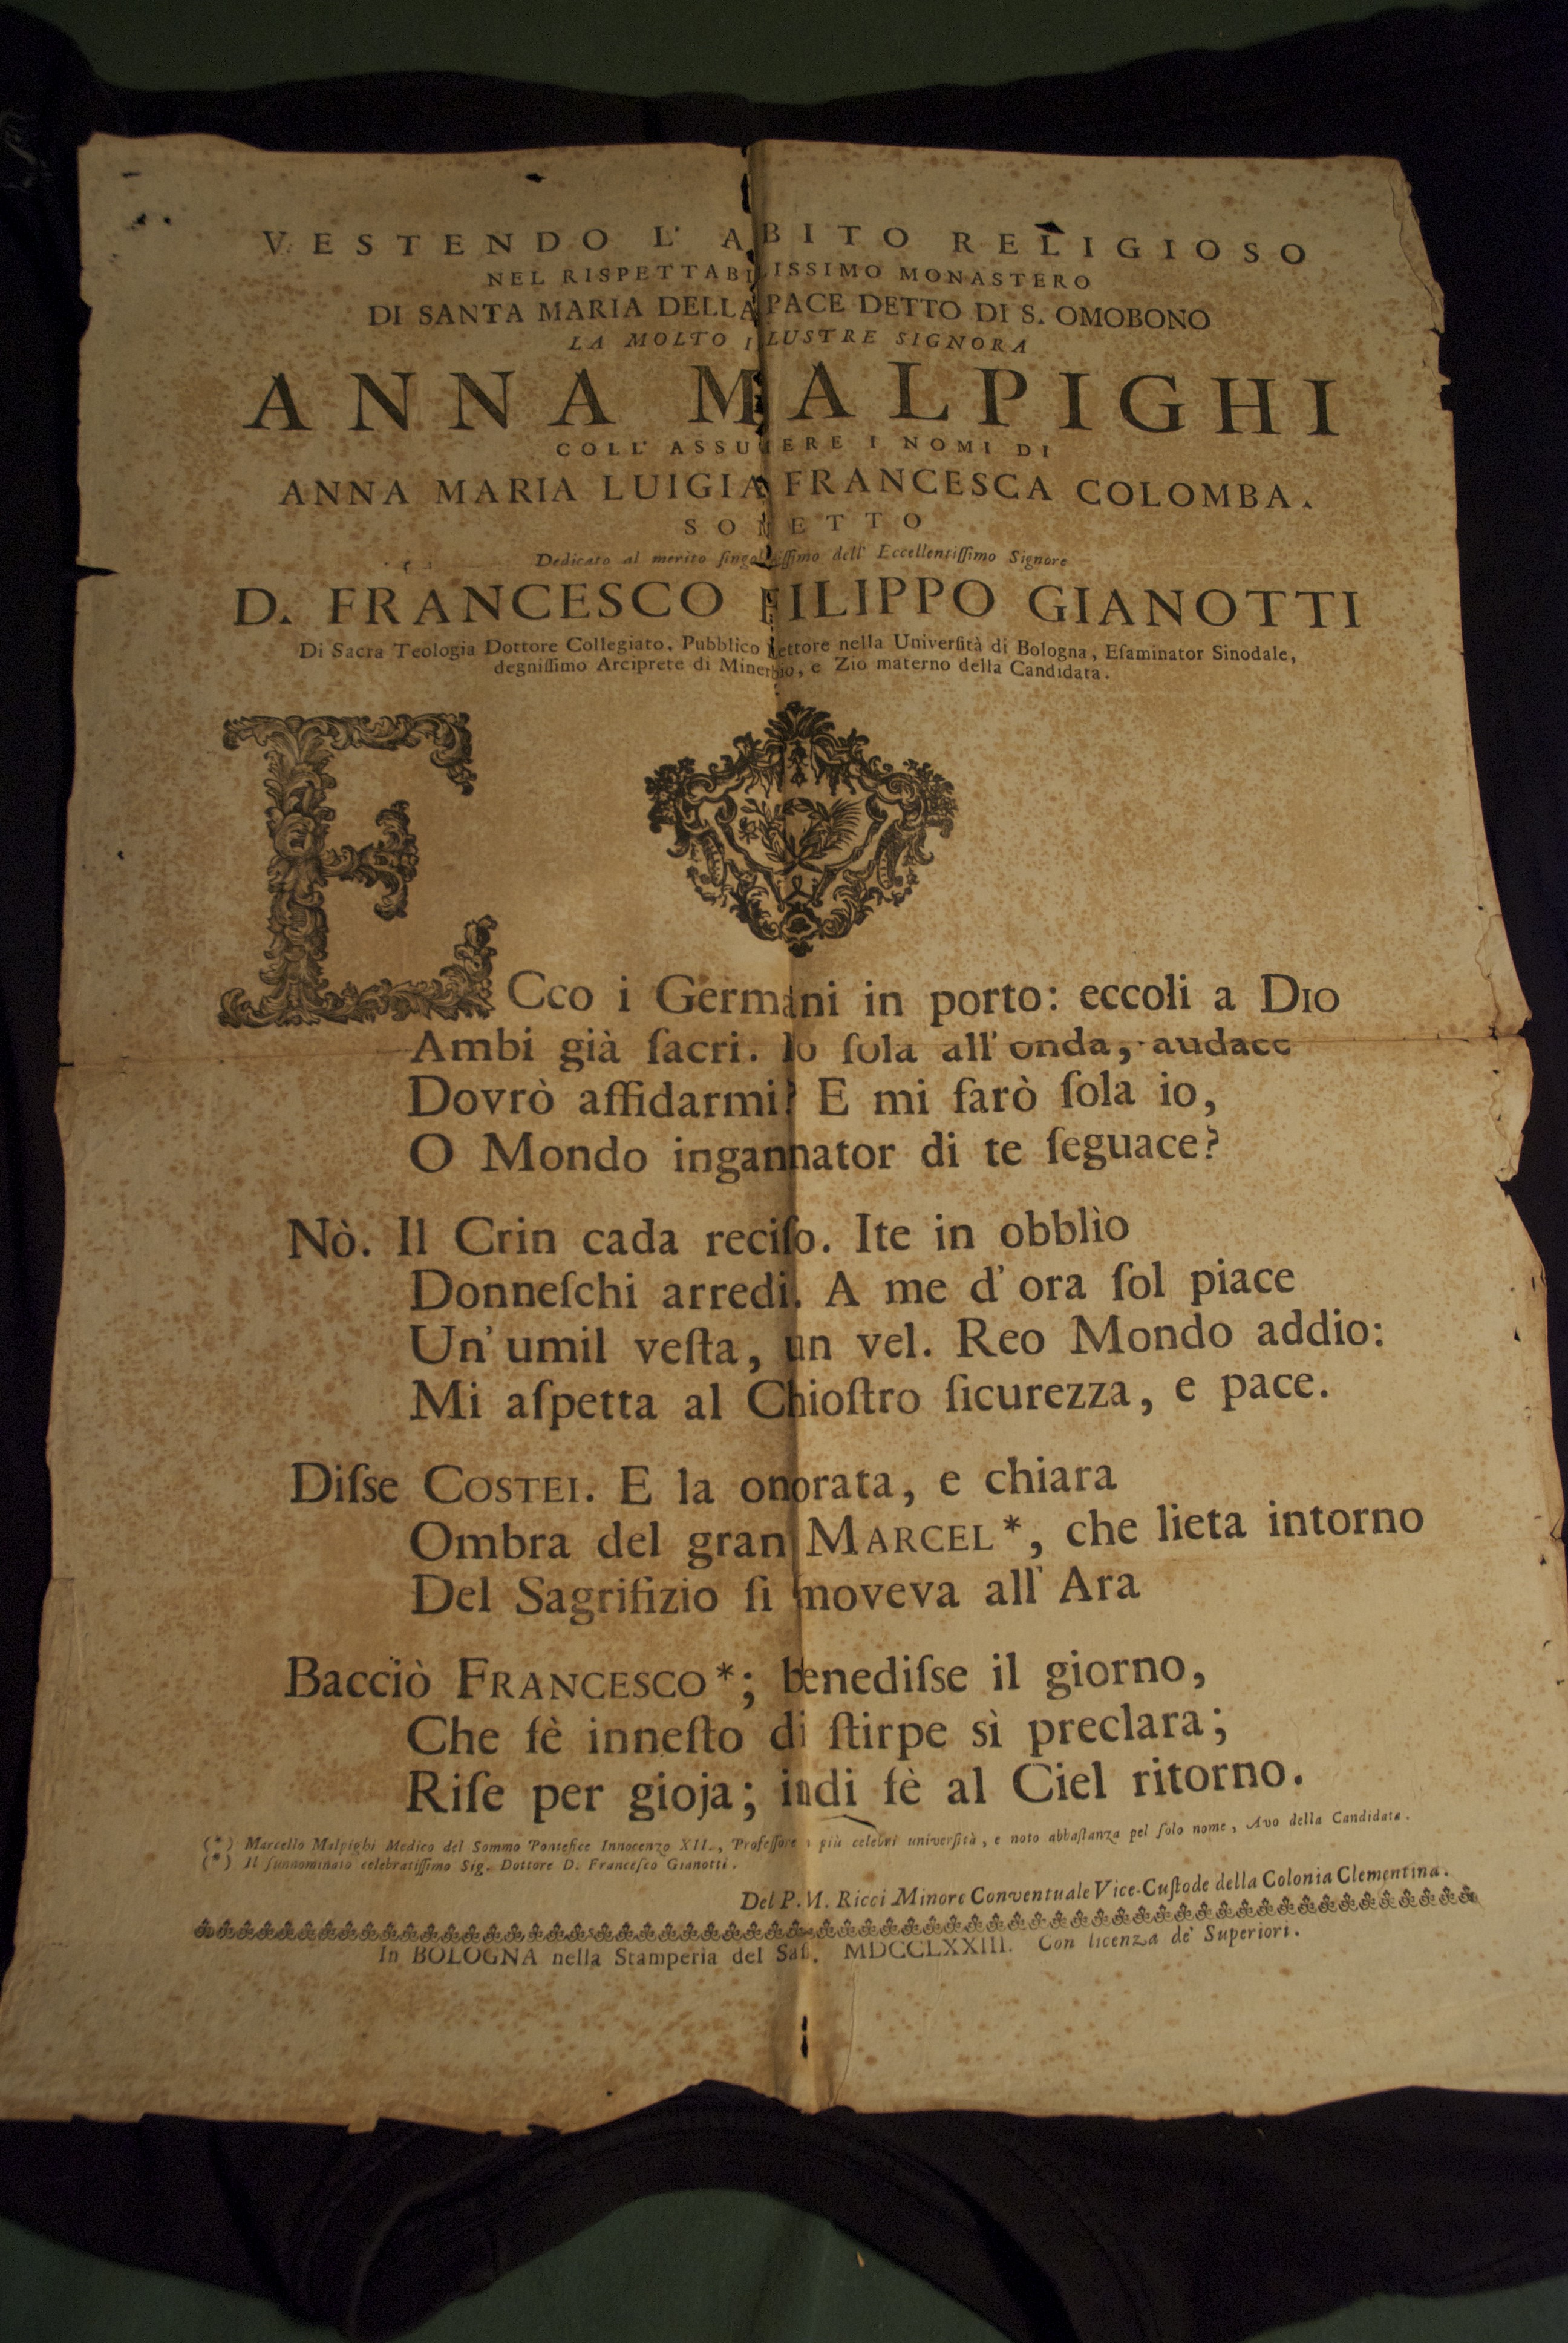 VESTENDO L' ABITO RELIGIOSO
NEL RISPETTABILISSIMO MONASTERO
DI SANTA MARIA DELLA PACE DETTO DI S. OMOBONO
LA MOLTO ILLUSTRE SIGNORA
ANNA MALPIGHI
COLL' ASSUMERE I NOMI DI
ANNA MARIA LUIGIA FRANCESCA COLOMBA.
SONETTO
Dedicato al merito ſingolariſſimo dell' Eccellentiſſimo Signore
D. FRANCESCO FILIPPO GIANOTTI
Di Sacra Teologia Dottore Collegiato, Pubblico Lettore nella Univerſità di Bologna, Eſaminator Sinodale,
degniſſimo Arciprete di Minerbio, e Zio materno della Candidata.
ECco i Germani in porto: eccoli a DIO
Ambi già ſacri. Io ſola all' onda, audace
Dovrò affidarmi? E mi farò ſola io,
O Mondo ingannator di te ſeguace?
Nò. Il Crin cada reciſo. Ite in obblìo
Donneſchi arredi. A me d' ora ſol piace
Un' umil veſta, un vel. Reo Mondo addio:
Mi aſpetta al Chioſtro ſicurezza, e pace.
Diſse COSTEI. E la onorata, e chiara
Ombra del gran MARCEL*, che lieta intorno
Del Sagrifizio ſi moveva all' Ara
Bacciò FRANCESCO*; benediſse il giorno,
Che fè inneſto di ſtirpe sì preclara;
Riſe per gioja; indi fè al Ciel ritorno.
(*) Marcello Malpighi Medico del Sommo Pontefice Innocenzo XII., Profeſſore più celebri univerſità, e noto abbaſtanza pel ſolo nome, Avo della Candidata.
(*) Il ſunnominato celebratiſſimo Sig. Dottore D. Franceſco Gianotti.
Del P. M. Ricci Minore Conventuale Vice-Cuſtode della Colonia Clementina.
In BOLOGNA nella Stamperia del Saſſ. MDCCLXXIII. Con licenza de' Superiori.